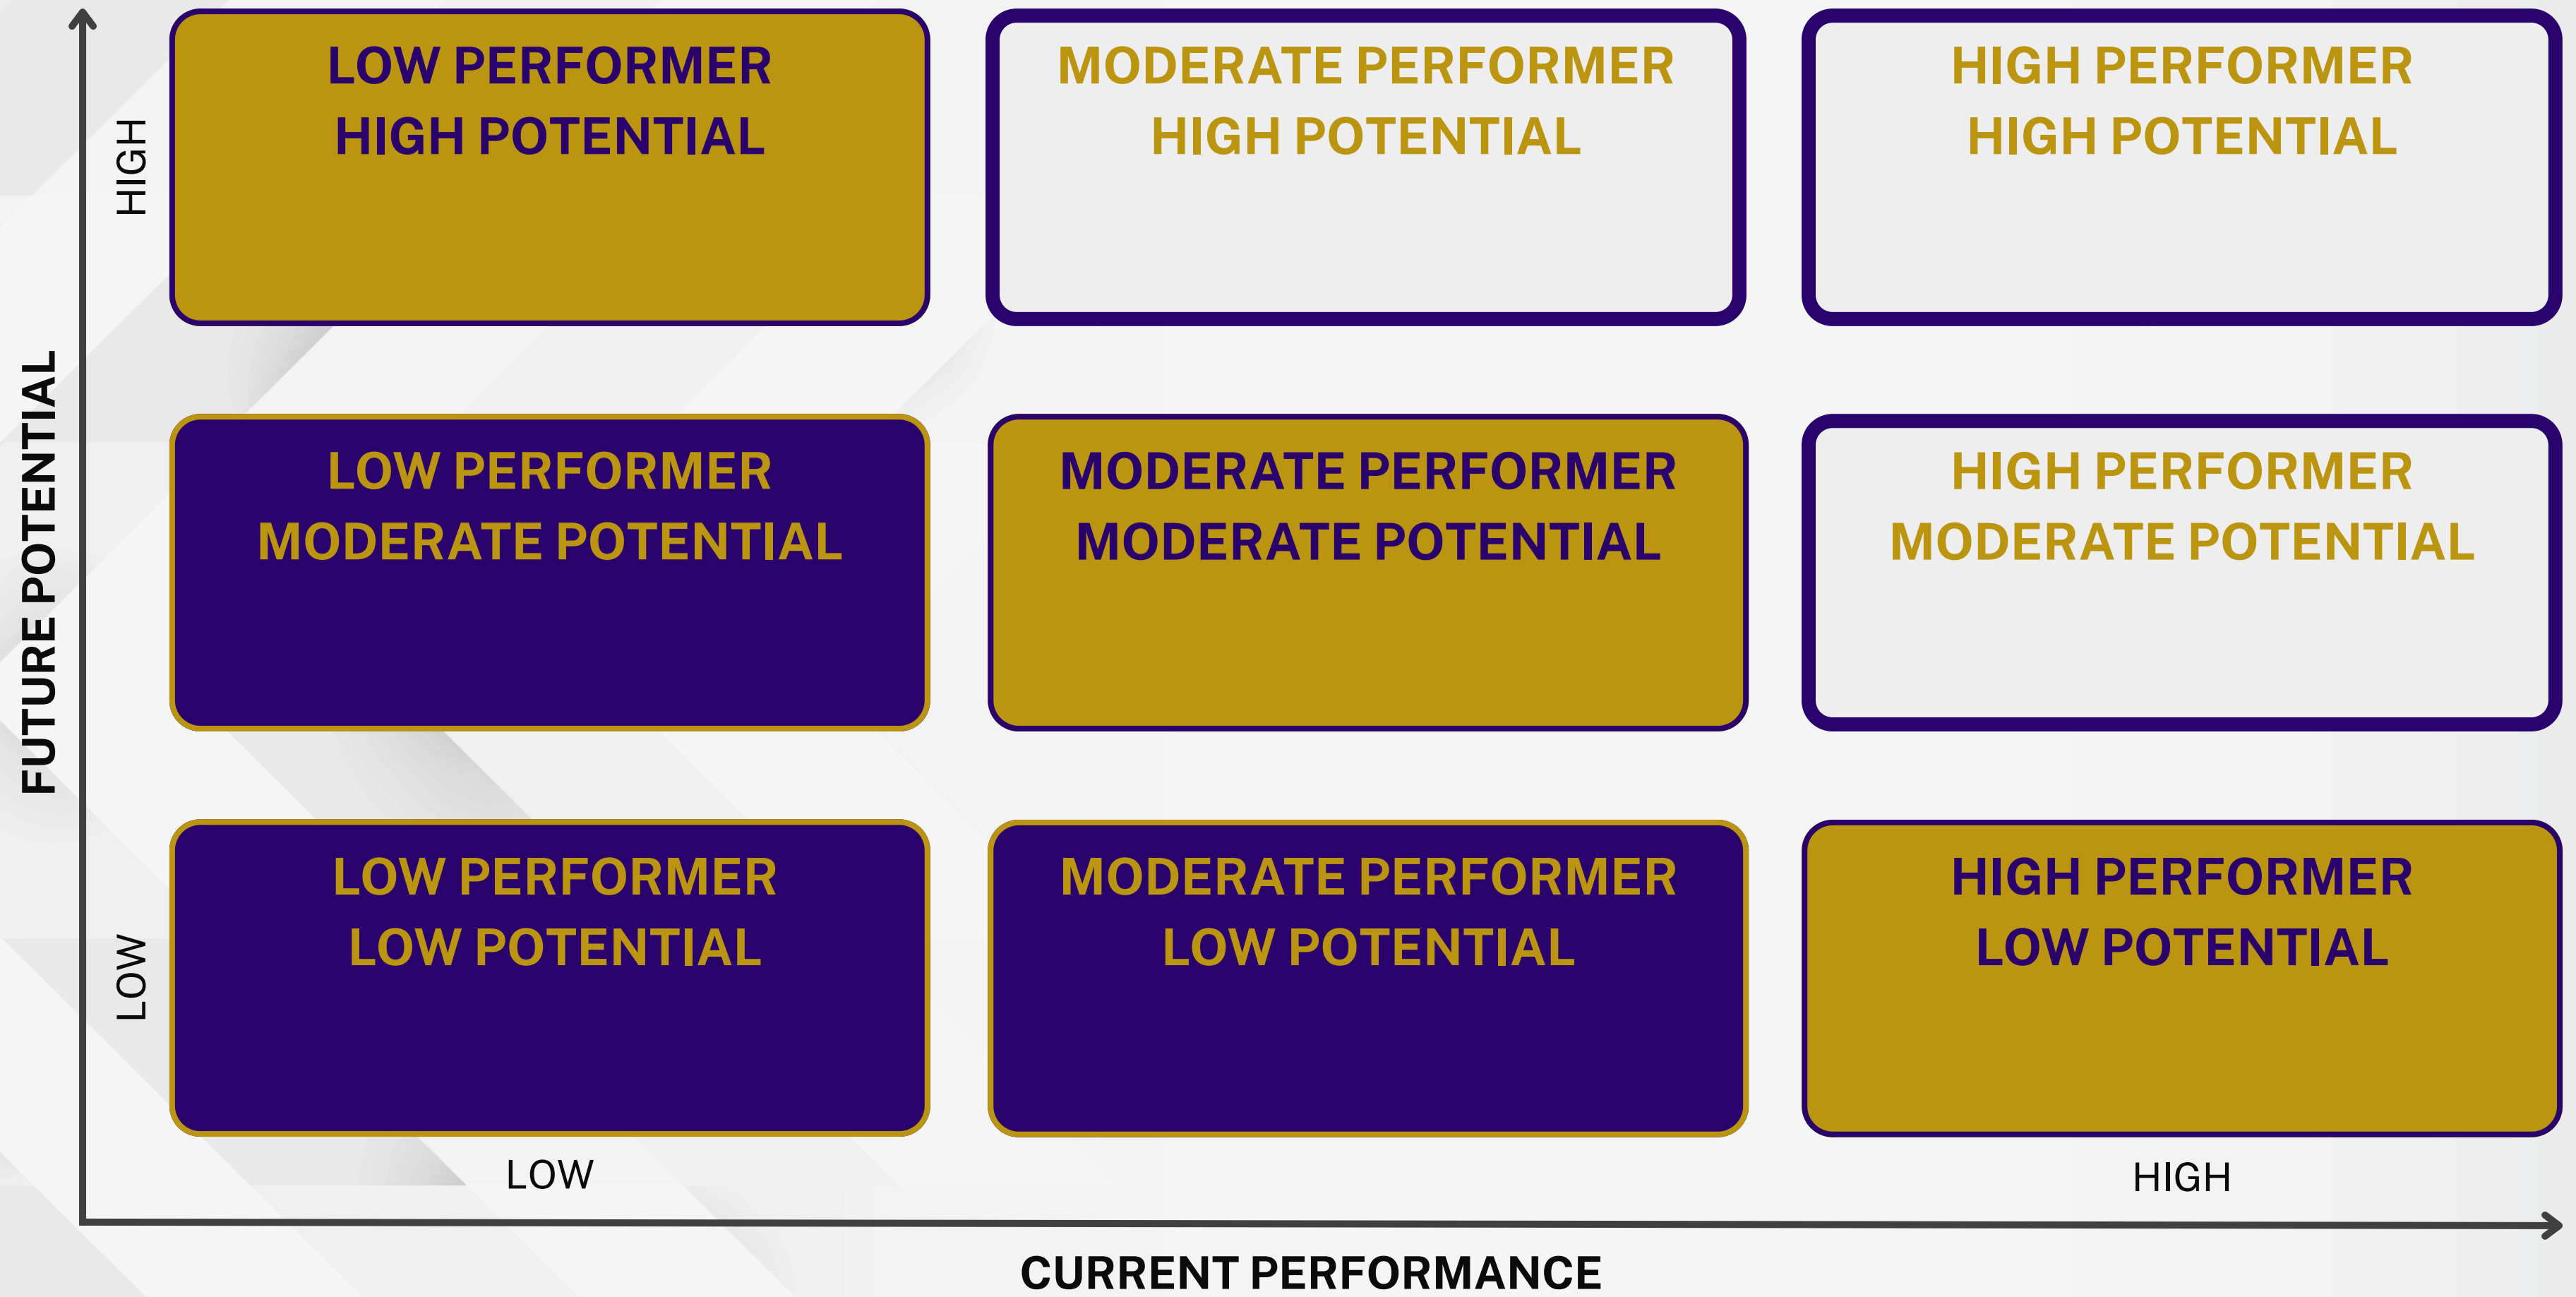 HIGH
LOW PERFORMER
HIGH POTENTIAL
MODERATE PERFORMER
HIGH POTENTIAL
HIGH PERFORMER
HIGH POTENTIAL
FUTURE POTENTIAL
LOW PERFORMER
MODERATE POTENTIAL
MODERATE PERFORMER
MODERATE POTENTIAL
HIGH PERFORMER
MODERATE POTENTIAL
LOW
LOW PERFORMER
LOW POTENTIAL
MODERATE PERFORMER
LOW POTENTIAL
HIGH PERFORMER
LOW POTENTIAL
LOW
HIGH
CURRENT PERFORMANCE